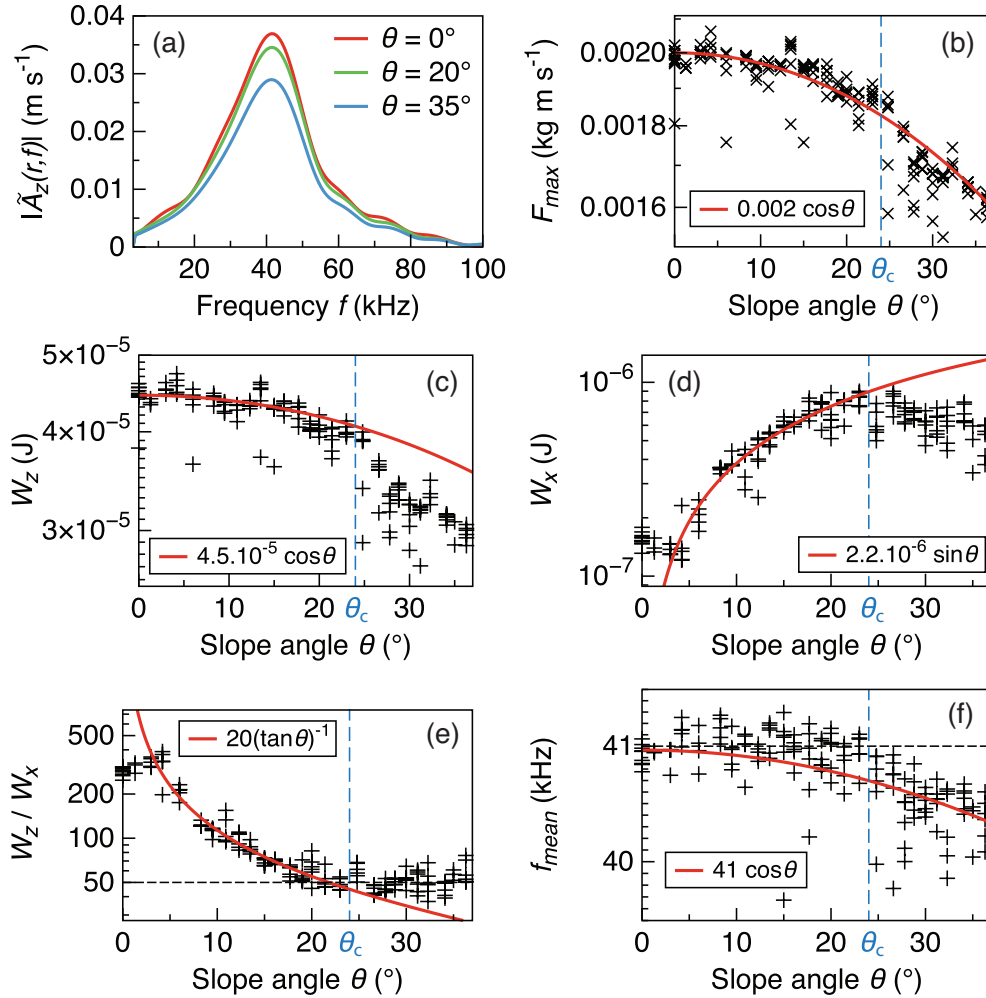 (a)
θ = 0°
θ = 20°
θ = 35°
|Ã_z(r,f)| (m s⁻¹)
0.04
0.03
0.02
0.01
0
20 40 60 80 100
Frequency f (kHz)
(b)
F_max (kg m s⁻¹)
0.0020
0.0018
0.0016
0.002 cosθ
0 10 20 θ_c 30
Slope angle θ (°)
(c)
W_z (J)
5×10⁻⁵
4×10⁻⁵
3×10⁻⁵
4.5.10⁻⁵ cosθ
0 10 20 θ_c 30
Slope angle θ (°)
(d)
W_x (J)
10⁻⁶
10⁻⁷
2.2.10⁻⁶ sinθ
0 10 20 θ_c 30
Slope angle θ (°)
(e)
W_z / W_x
500
200
100
50
20(tanθ)⁻¹
0 10 20 θ_c 30
Slope angle θ (°)
(f)
f_mean (kHz)
41
40
41 cosθ
0 10 20 θ_c 30
Slope angle θ (°)